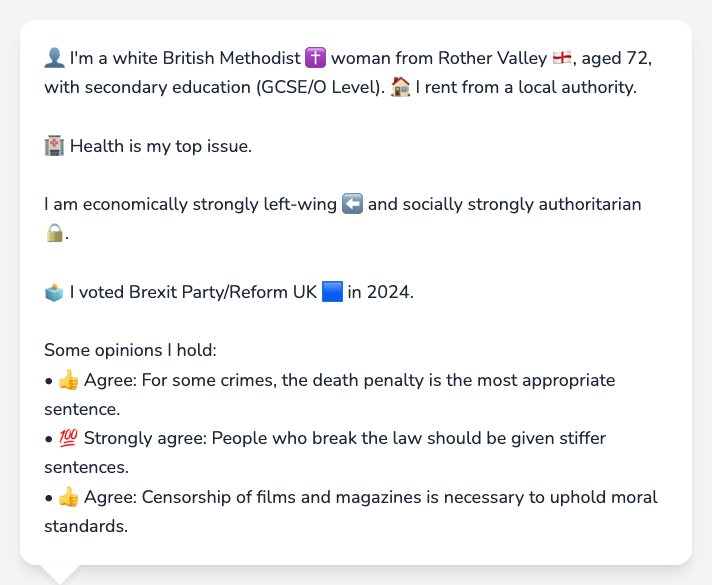 👤 I'm a white British Methodist ✝️ woman from Rother Valley 🏴󠁧󠁢󠁥󠁮󠁧󠁿, aged 72,
with secondary education (GCSE/O Level). 🏠 I rent from a local authority.
🏥 Health is my top issue.
I am economically strongly left-wing ⬅️ and socially strongly authoritarian
🔒.
🗳️ I voted Brexit Party/Reform UK 🟦 in 2024.
Some opinions I hold:
• 👍 Agree: For some crimes, the death penalty is the most appropriate
sentence.
• 💯 Strongly agree: People who break the law should be given stiffer
sentences.
• 👍 Agree: Censorship of films and magazines is necessary to uphold moral
standards.